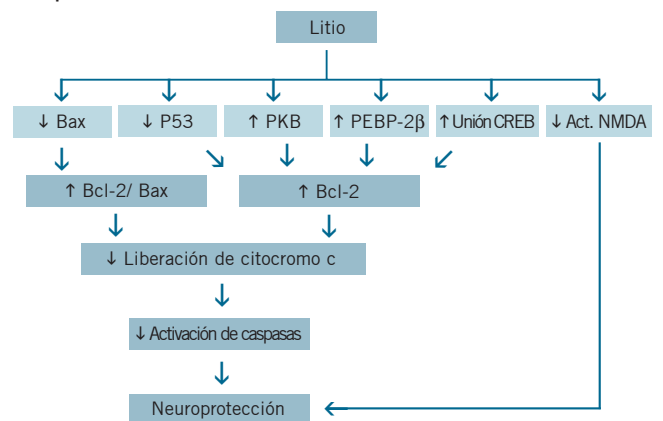 Litio
↓ Bax
↓ P53
↑ PKB
↑ PEBP-2β
↑ Unión CREB
↓ Act. NMDA
↑ Bcl-2/ Bax
↑ Bcl-2
↓ Liberación de citocromo c
↓ Activación de caspasas
Neuroprotección